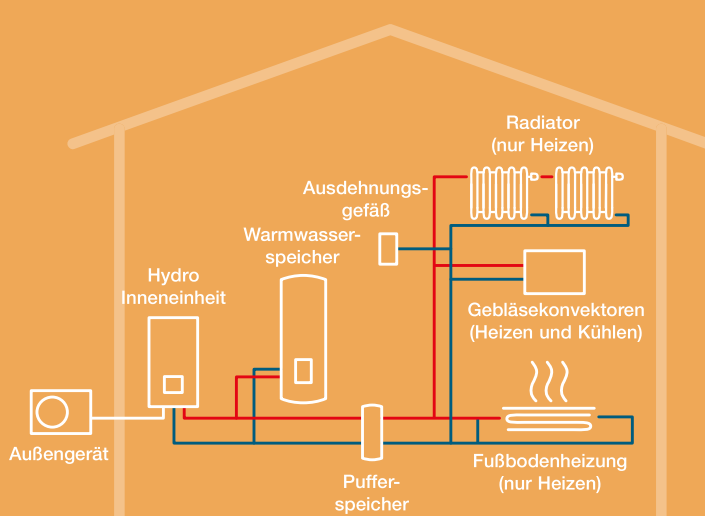 Radiator
(nur Heizen)
Ausdehnungs-
gefäß
Warmwasser-
speicher
Hydro
Inneneinheit
Gebläsekonvektoren
(Heizen und Kühlen)
Außengerät
Fußbodenheizung
(nur Heizen)
Puffer-
speicher